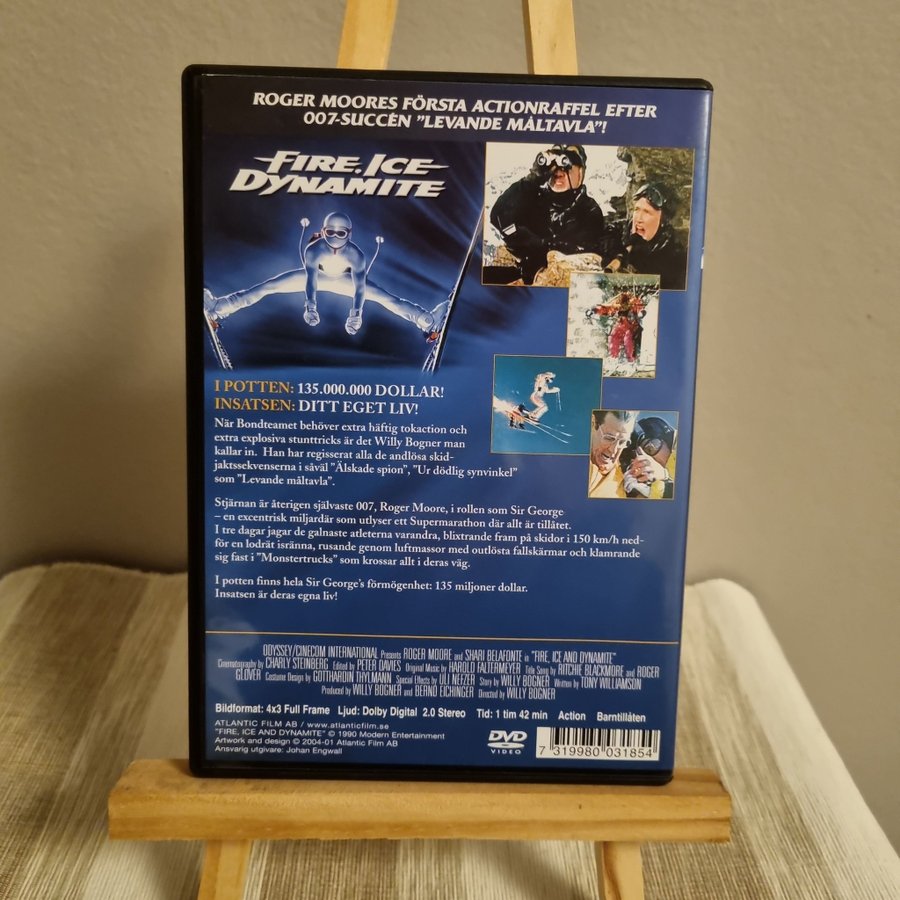 ROGER MOORES FÖRSTA ACTIONRAFFEL EFTER
007-SUCCÉN "LEVANDE MÅLTAVLA"!
FIRE, ICE
DYNAMITE
I POTTEN: 135.000.000 DOLLAR!
INSATSEN: DITT EGET LIV!
När Bondteamet behöver extra häftig tokaction och
extra explosiva stunttricks är det Willy Bogner man
kallar in. Han har regisserat alla de andlösa skid-
jaktssekvenserna i såväl "Älskade spion", "Ur dödlig synvinkel"
som "Levande måltavla".
Stjärnan är återigen självaste 007, Roger Moore, i rollen som Sir George
– en excentrisk miljardär som utlyser ett Supermarathon där allt är tillåtet.
I tre dagar jagar de galnaste atleterna varandra, blixtrande fram på skidor i 150 km/h ned-
för en lodrät isränna, rusande genom luftmassor med outlösta fallskärmar och klamrande
sig fast i "Monstertrucks" som krossar allt i deras väg.
I potten finns hela Sir George's förmögenhet: 135 miljoner dollar.
Insatsen är deras egna liv!
ODYSSEY/CINECOM INTERNATIONAL Presents ROGER MOORE and SHARI BELAFONTE in "FIRE, ICE AND DYNAMITE"
Cinematography by CHARLY STEINBERG Edited by PETER DAVIES Original Music by HAROLD FALTERMEYER Title Song by RITCHIE BLACKMORE and ROGER
GLOVER Costume Design by GOTTHARDIN THYLMANN Special Effects by ULI NEFZER Story by WILLY BOGNER Written by TONY WILLIAMSON
Produced by WILLY BOGNER and BERND EICHINGER Directed by WILLY BOGNER
Bildformat: 4x3 Full Frame Ljud: Dolby Digital 2.0 Stereo Tid: 1 tim 42 min Action Barntillåten
ATLANTIC FILM AB / www.atlanticfilm.se
"FIRE, ICE AND DYNAMITE" © 1990 Modern Entertainment
Artwork and design © 2004-01 Atlantic Film AB
Ansvarig utgivare: Johan Engwall
DVD
VIDEO
7 319980 031854